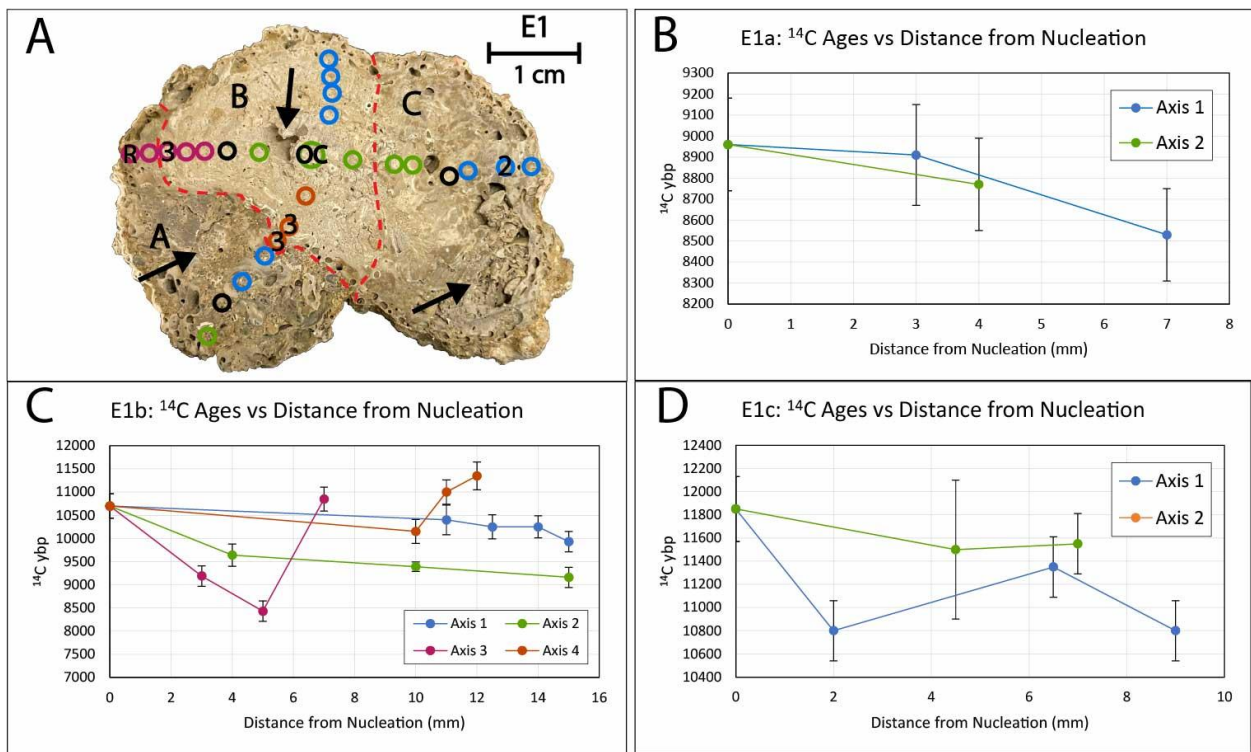 A
E1
1 cm
B
C
R
3
C
2
3
3
A
B
E1a: ¹⁴C Ages vs Distance from Nucleation
9300
9200
9100
9000
8900
8800
8700
8600
8500
8400
8300
8200
¹⁴C ybp
0 1 2 3 4 5 6 7 8
Distance from Nucleation (mm)
Axis 1
Axis 2
C
E1b: ¹⁴C Ages vs Distance from Nucleation
12000
11500
11000
10500
10000
9500
9000
8500
8000
7500
7000
¹⁴C ybp
0 2 4 6 8 10 12 14 16
Distance from Nucleation (mm)
Axis 1 Axis 2
Axis 3 Axis 4
D
E1c: ¹⁴C Ages vs Distance from Nucleation
12400
12200
12000
11800
11600
11400
11200
11000
10800
10600
10400
¹⁴C ybp
0 2 4 6 8 10
Distance from Nucleation (mm)
Axis 1
Axis 2